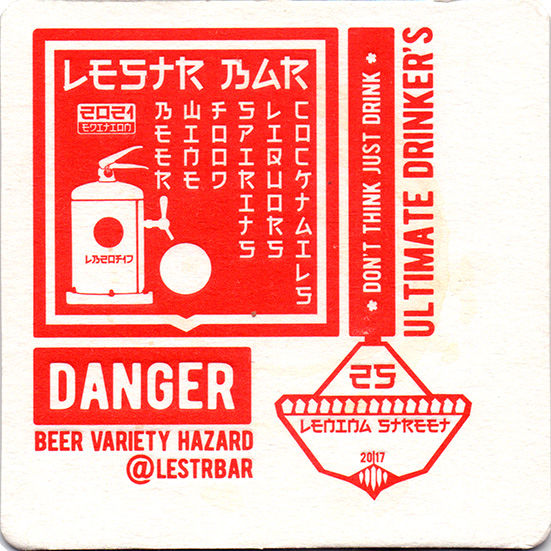 LESTR BAR
2021
EDITION
BEER
WINE
FOOD
SPIRITS
LIQUORS
COCKTAILS
DANGER
BEER VARIETY HAZARD
@LESTRBAR
DON'T THINK JUST DRINK
ULTIMATE DRINKER'S
25
LENINA STREET
2017